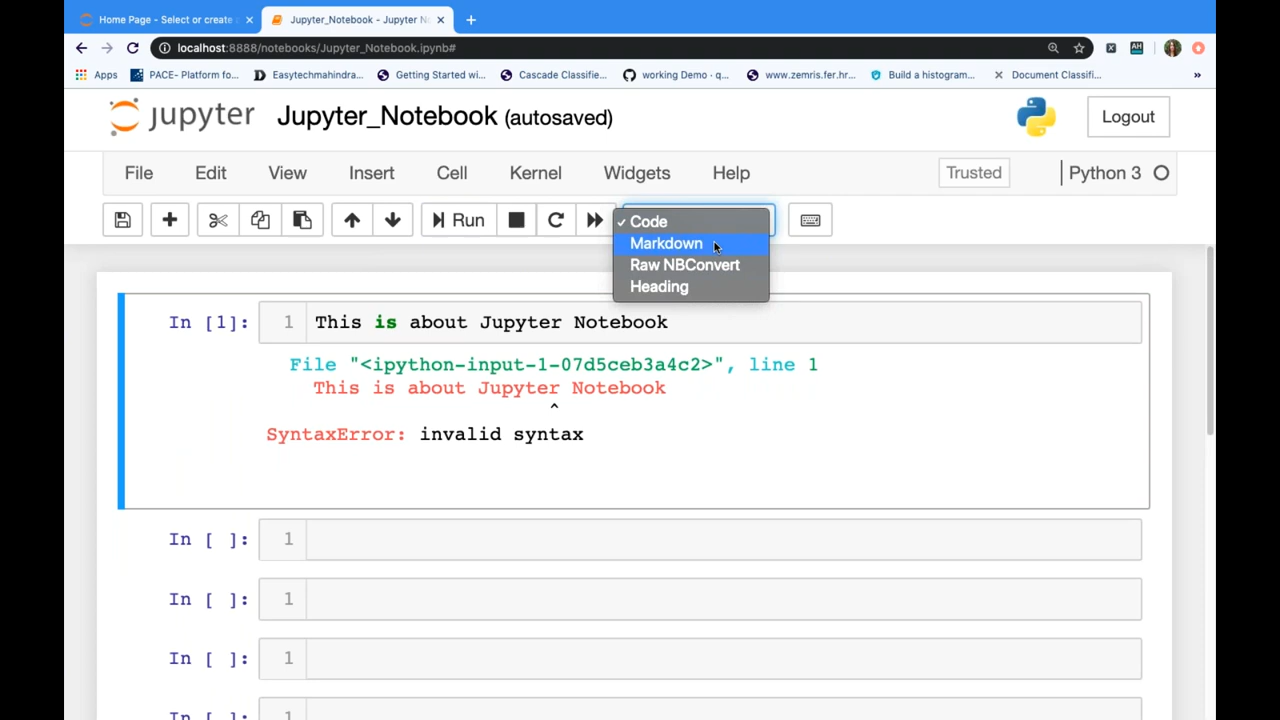 Home Page - Select or create
Jupyter_Notebook - Jupyter N
localhost:8888/notebooks/Jupyter_Notebook.ipynb#
Apps PACE- Platform fo... Easytechmahindra... Getting Started wi... Cascade Classifie... working Demo · q... www.zemris.fer.hr... Build a histogram... Document Classifi... »
jupyter Jupyter_Notebook (autosaved) Logout
File Edit View Insert Cell Kernel Widgets Help Trusted Python 3
Run
Code
Markdown
Raw NBConvert
Heading
In [1]: 1 This is about Jupyter Notebook
File "<ipython-input-1-07d5ceb3a4c2>", line 1
This is about Jupyter Notebook
^
SyntaxError: invalid syntax
In [ ]: 1
In [ ]: 1
In [ ]: 1
In [ ]: 1